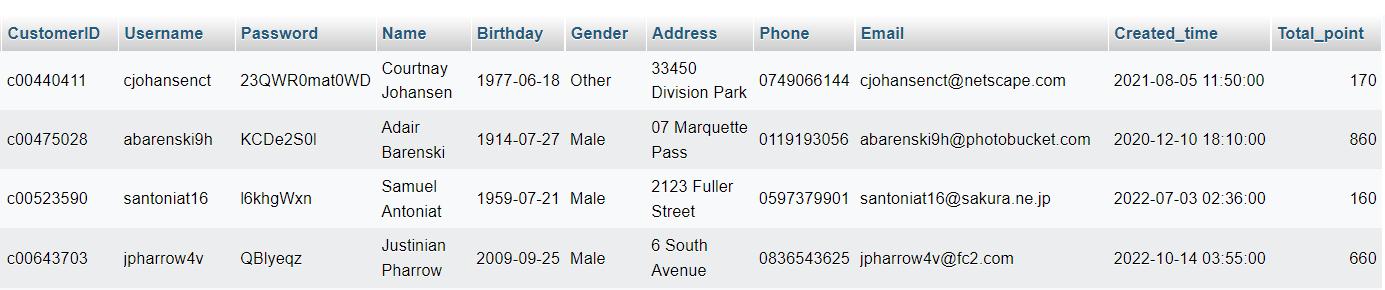 CustomerID Username Password Name Birthday Gender Address Phone Email Created_time Total_point
c00440411 cjohansenct 23QWR0mat0WD Courtnay Johansen 1977-06-18 Other 33450 Division Park 0749066144 cjohansenct@netscape.com 2021-08-05 11:50:00 170
c00475028 abarenski9h KCDe2S0l Adair Barenski 1914-07-27 Male 07 Marquette Pass 0119193056 abarenski9h@photobucket.com 2020-12-10 18:10:00 860
c00523590 santoniat16 l6khgWxn Samuel Antoniat 1959-07-21 Male 2123 Fuller Street 0597379901 santoniat16@sakura.ne.jp 2022-07-03 02:36:00 160
c00643703 jpharrow4v QBlyeqz Justinian Pharrow 2009-09-25 Male 6 South Avenue 0836543625 jpharrow4v@fc2.com 2022-10-14 03:55:00 660